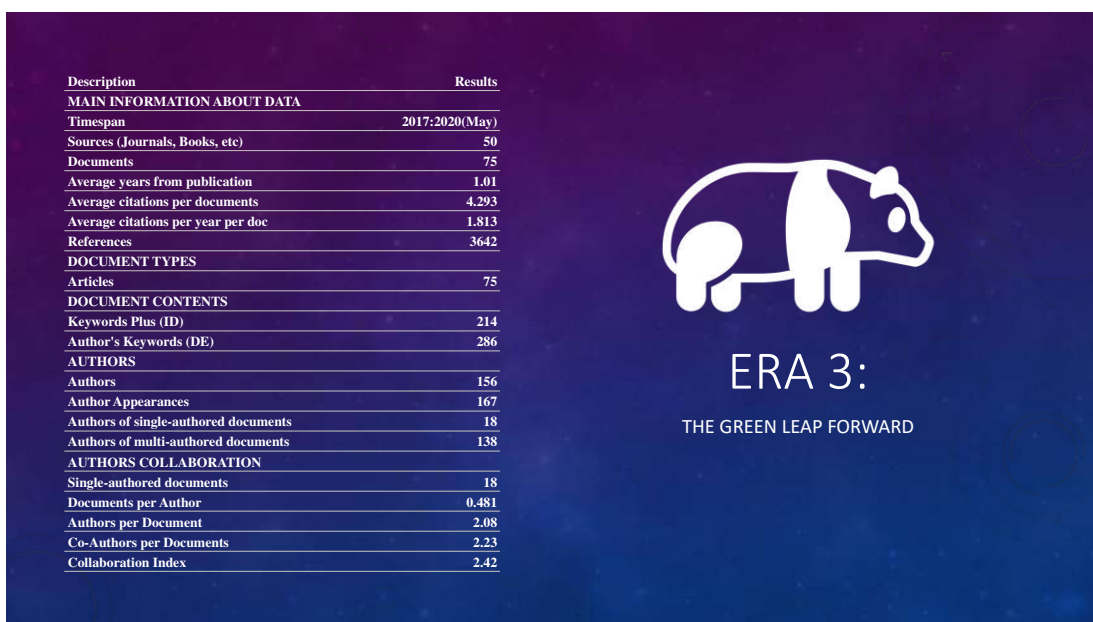 Description Results
MAIN INFORMATION ABOUT DATA
Timespan 2017:2020(May)
Sources (Journals, Books, etc) 50
Documents 75
Average years from publication 1.01
Average citations per documents 4.293
Average citations per year per doc 1.813
References 3642
DOCUMENT TYPES
Articles 75
DOCUMENT CONTENTS
Keywords Plus (ID) 214
Author's Keywords (DE) 286
AUTHORS
Authors 156
Author Appearances 167
Authors of single-authored documents 18
Authors of multi-authored documents 138
AUTHORS COLLABORATION
Single-authored documents 18
Documents per Author 0.481
Authors per Document 2.08
Co-Authors per Documents 2.23
Collaboration Index 2.42
ERA 3:
THE GREEN LEAP FORWARD